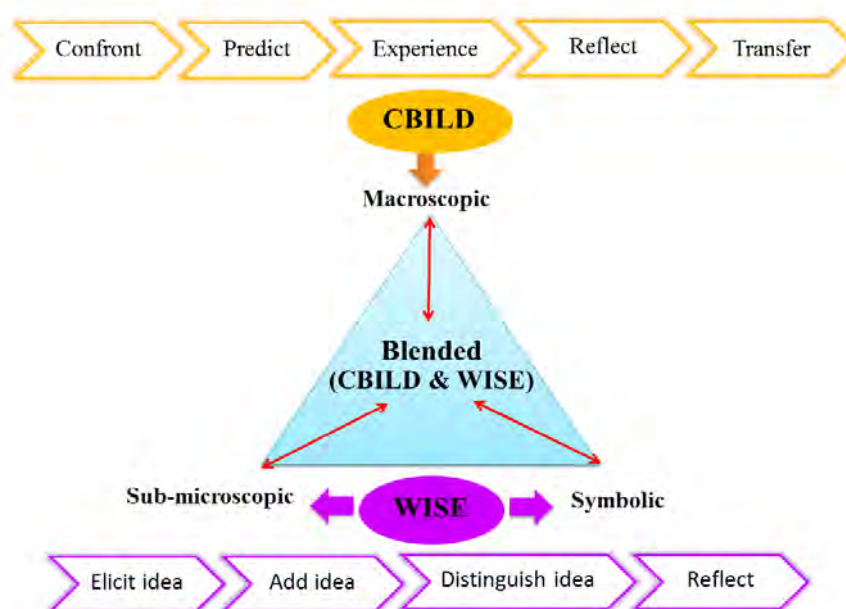 Confront Predict Experience Reflect Transfer
CBILD
Macroscopic
Blended
(CBILD & WISE)
Sub-microscopic
WISE
Symbolic
Elicit idea Add idea Distinguish idea Reflect